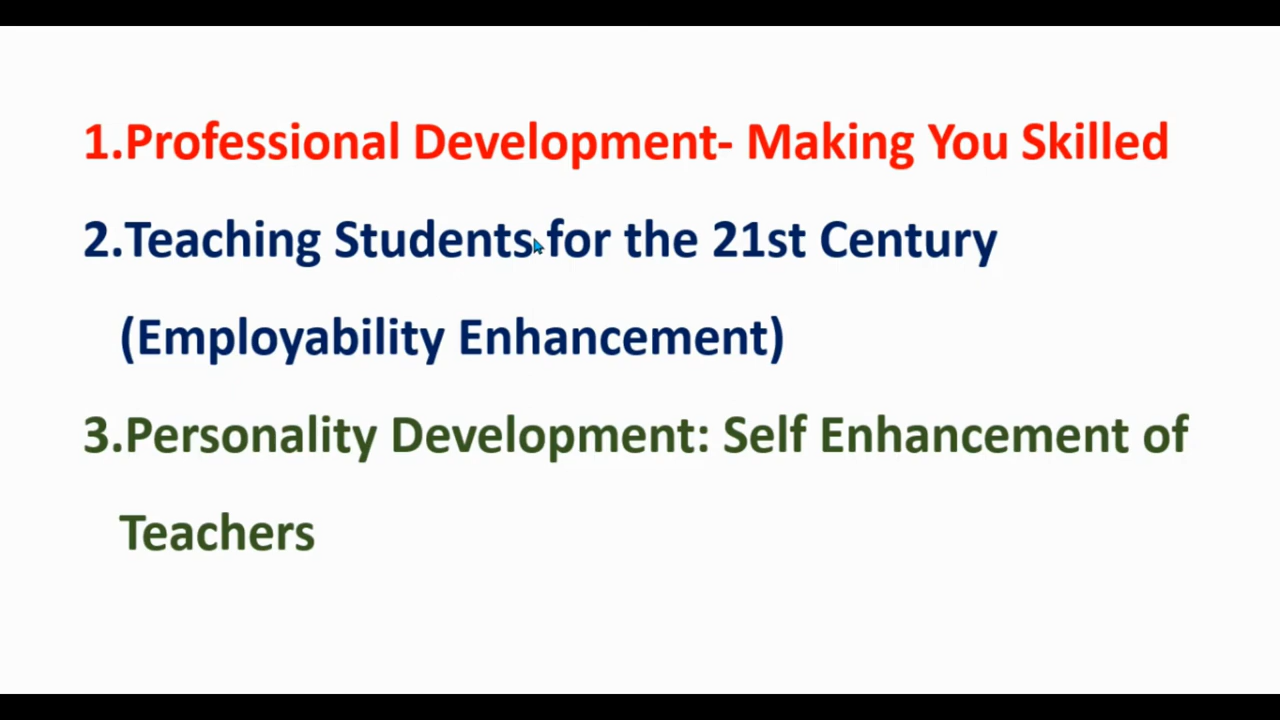 1.Professional Development- Making You Skilled
2.Teaching Students for the 21st Century
(Employability Enhancement)
3.Personality Development: Self Enhancement of
Teachers